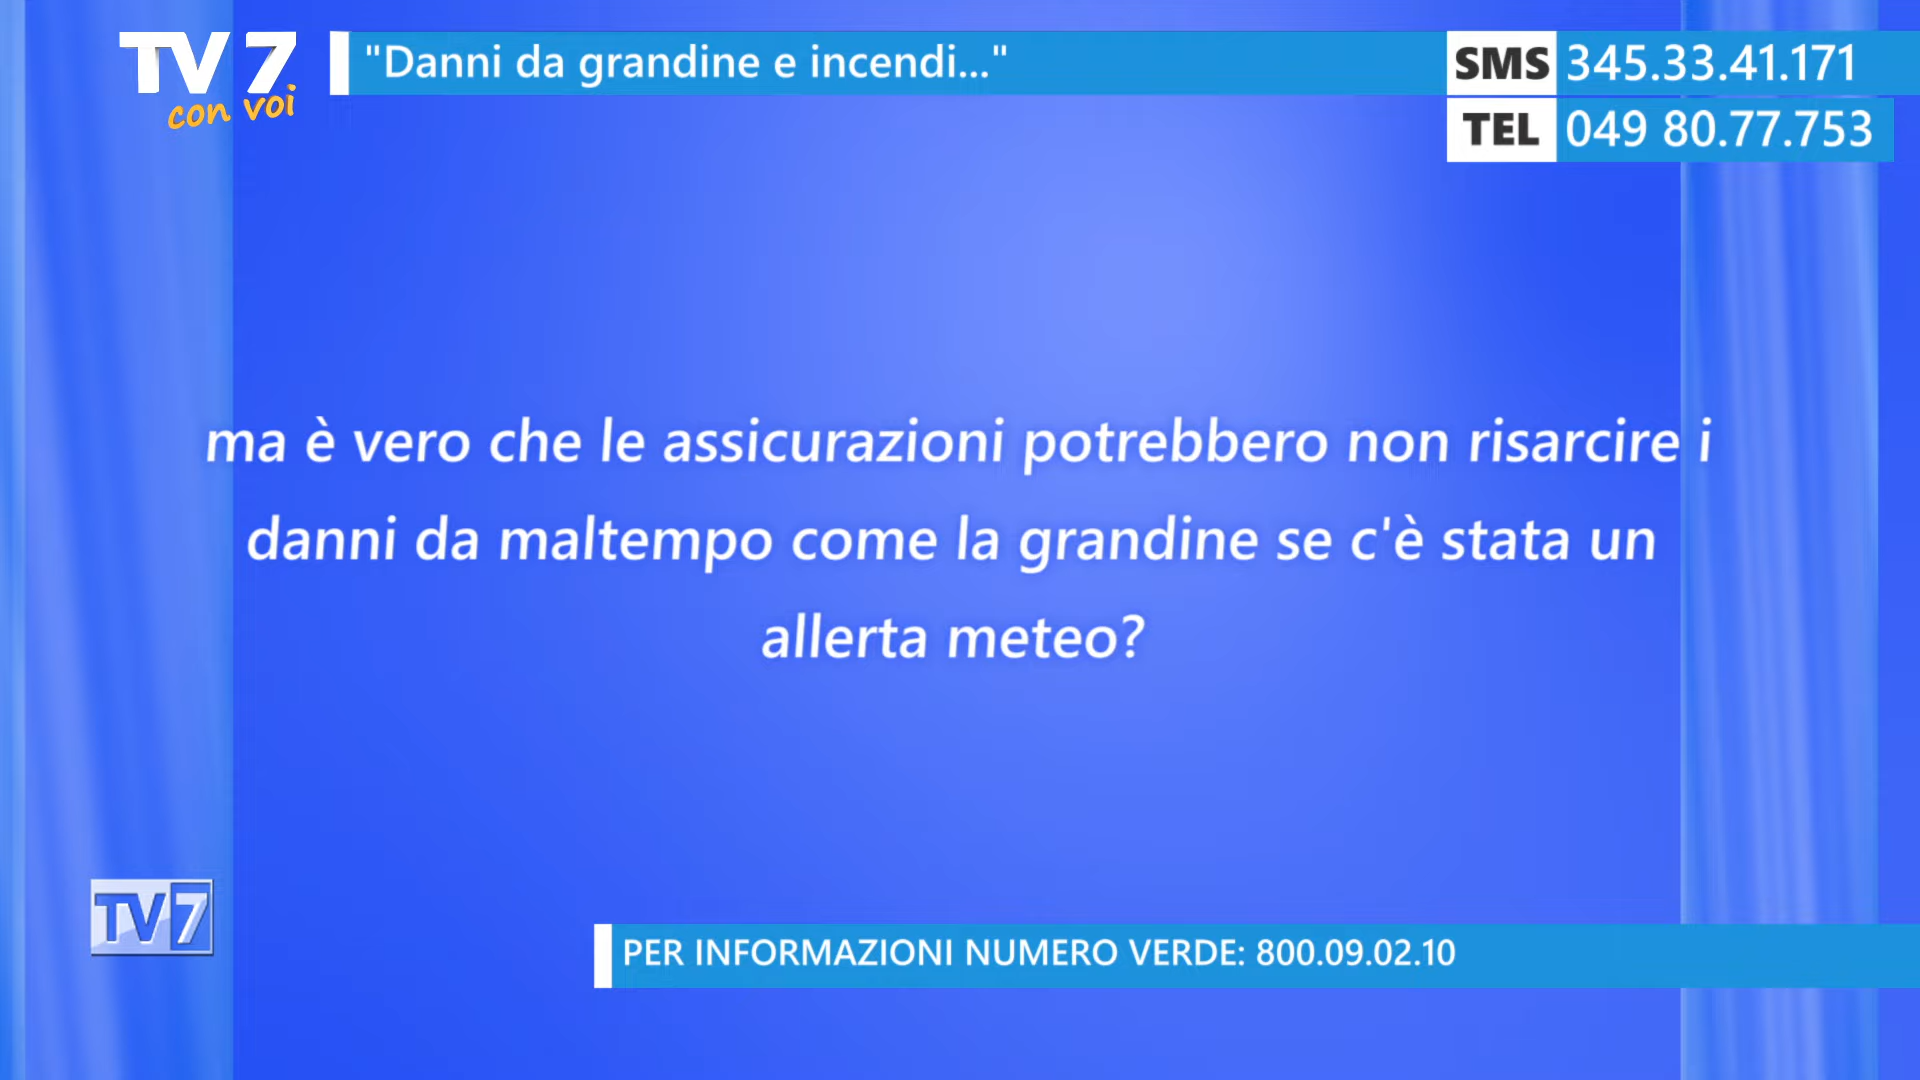 TV7
con voi
"Danni da grandine e incendi..."
SMS 345.33.41.171
TEL 049 80.77.753
ma è vero che le assicurazioni potrebbero non risarcire i
danni da maltempo come la grandine se c'è stata un
allerta meteo?
TV7
PER INFORMAZIONI NUMERO VERDE: 800.09.02.10